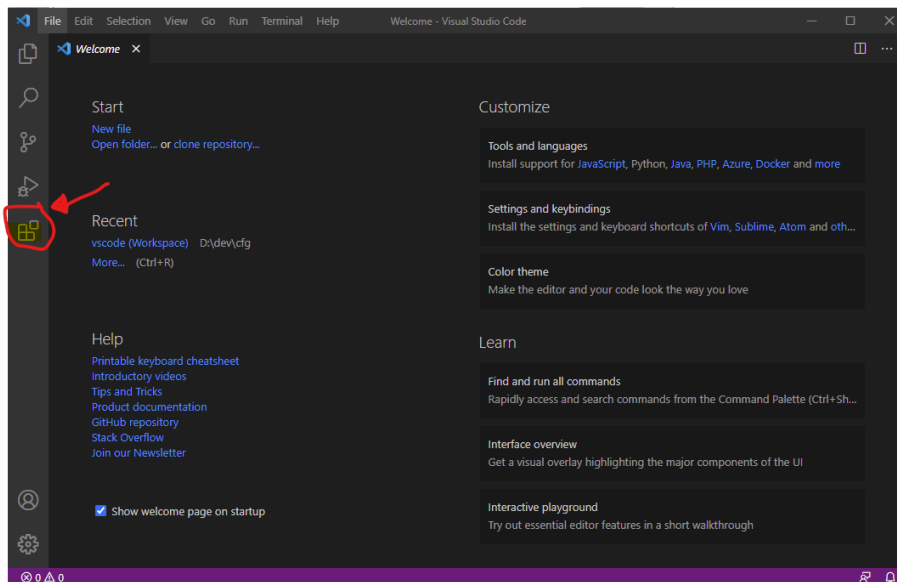 File Edit Selection View Go Run Terminal Help Welcome - Visual Studio Code
Welcome
Start
New file
Open folder... or clone repository...
Recent
vscode (Workspace) D:\dev\cfg
More... (Ctrl+R)
Help
Printable keyboard cheatsheet
Introductory videos
Tips and Tricks
Product documentation
GitHub repository
Stack Overflow
Join our Newsletter
Show welcome page on startup
Customize
Tools and languages
Install support for JavaScript, Python, Java, PHP, Azure, Docker and more
Settings and keybindings
Install the settings and keyboard shortcuts of Vim, Sublime, Atom and oth...
Color theme
Make the editor and your code look the way you love
Learn
Find and run all commands
Rapidly access and search commands from the Command Palette (Ctrl+Sh...
Interface overview
Get a visual overlay highlighting the major components of the UI
Interactive playground
Try out essential editor features in a short walkthrough
0 0